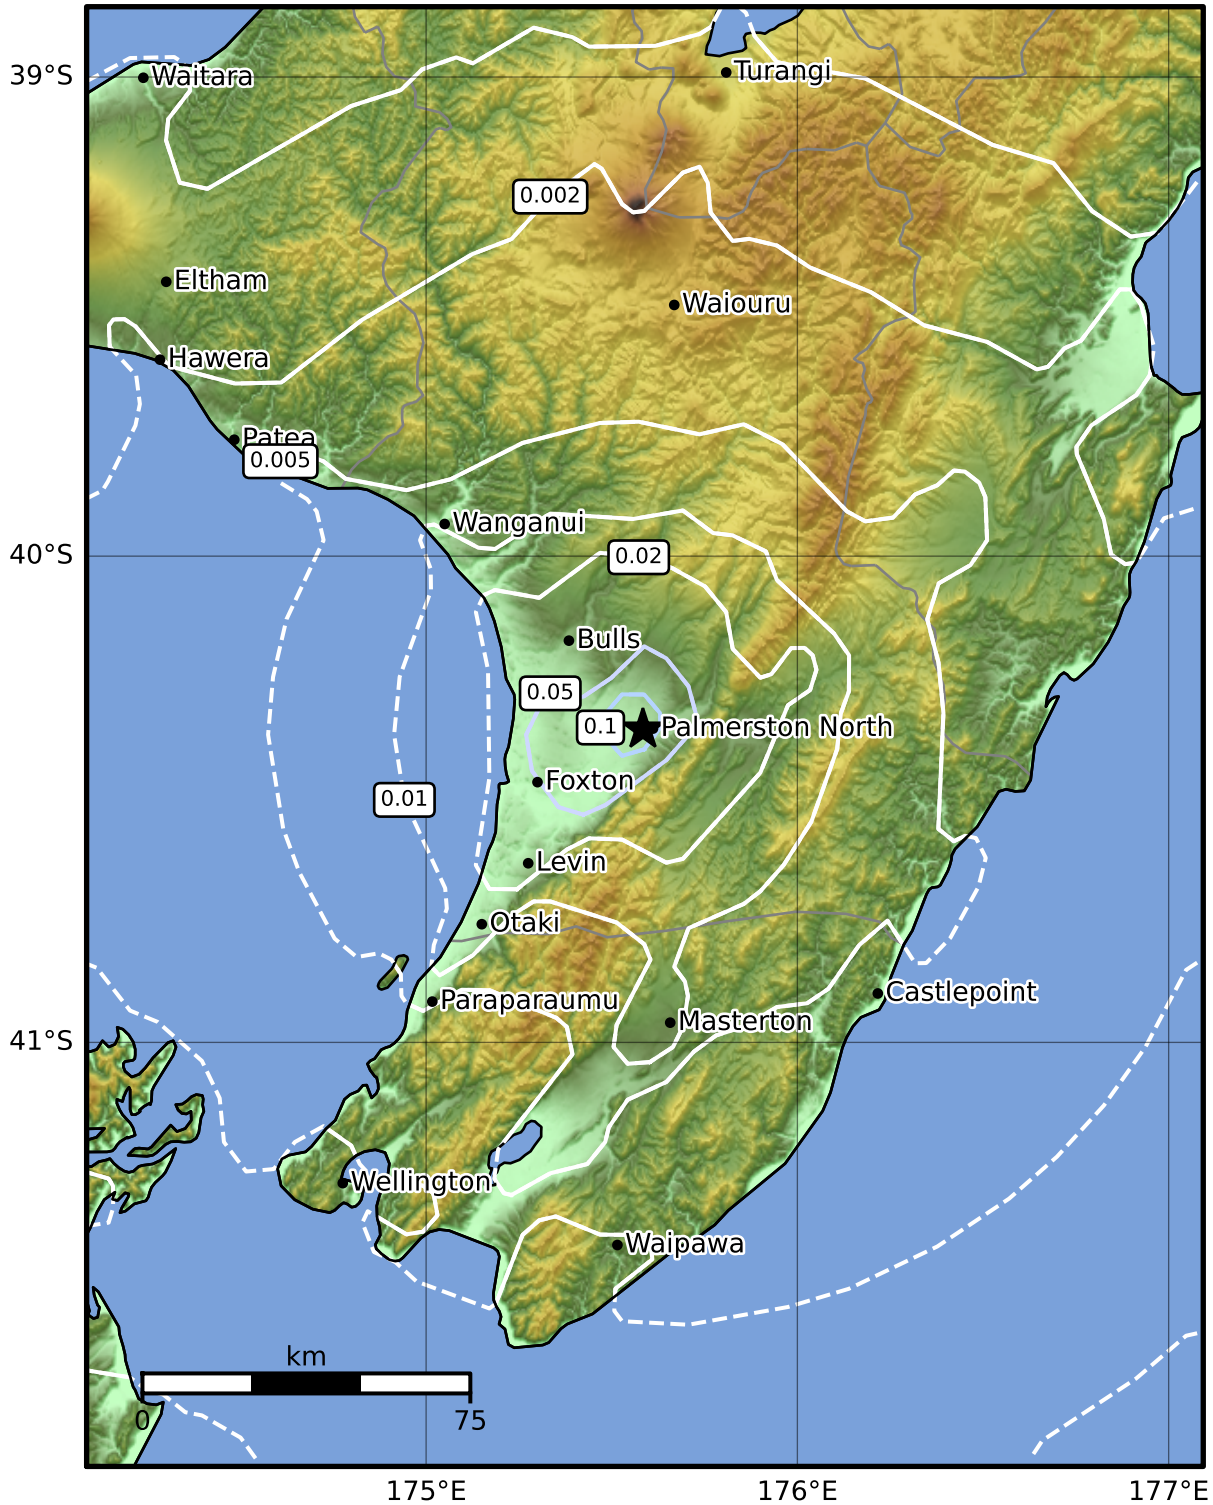 39°S
Waitara
Turangi
0.002
Eltham
Waiouru
Hawera
Patea
0.005
Wanganui
40°S
0.02
Bulls
0.05
0.1
Palmerston North
Foxton
0.01
Levin
Otaki
Castlepoint
Paraparaumu
Masterton
41°S
Wellington
Waipawa
km
0
75
175°E
176°E
177°E